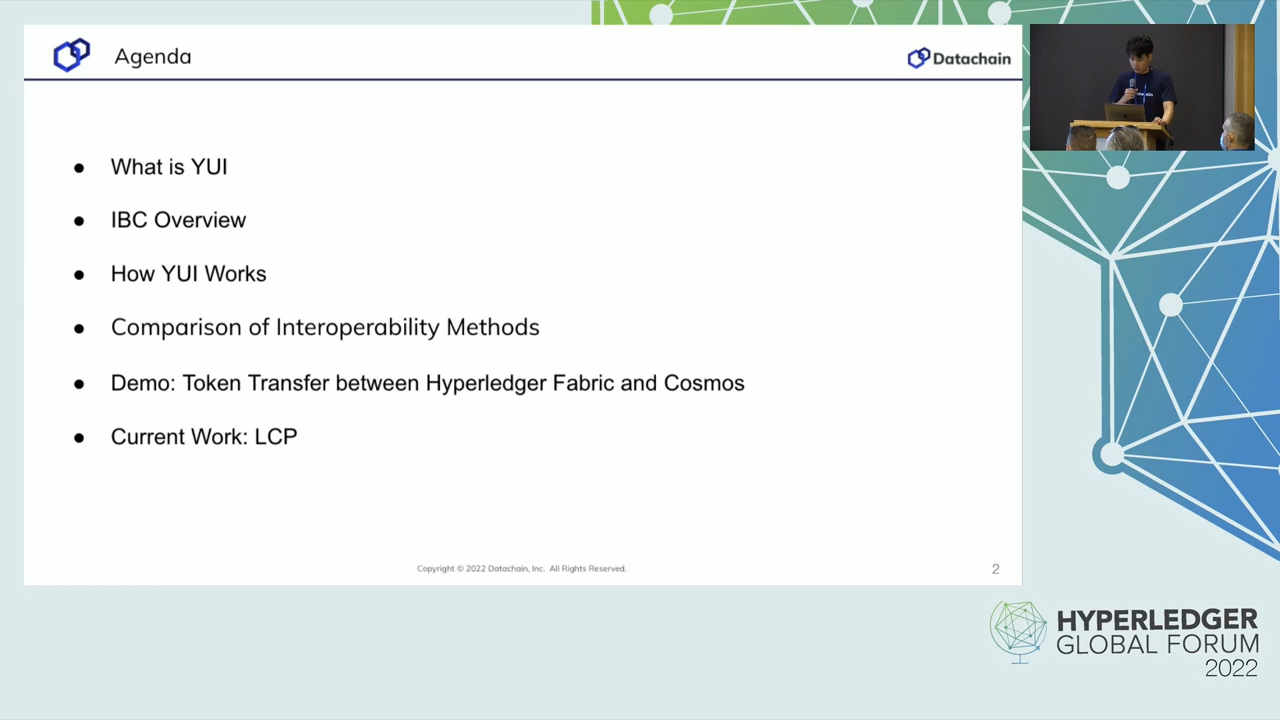 Agenda
Datachain
● What is YUI
● IBC Overview
● How YUI Works
● Comparison of Interoperability Methods
● Demo: Token Transfer between Hyperledger Fabric and Cosmos
● Current Work: LCP
Copyright © 2022 Datachain, Inc. All Rights Reserved.
2
HYPERLEDGER
GLOBAL FORUM
2022